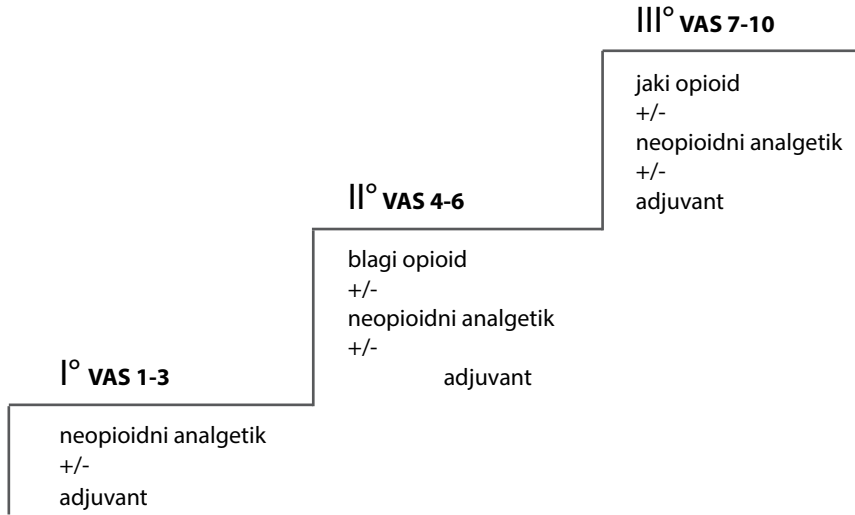 III° VAS 7-10
jaki opioid
+/-
neopioidni analgetik
+/-
adjuvant
II° VAS 4-6
blagi opioid
+/-
neopioidni analgetik
+/-
adjuvant
I° VAS 1-3
neopioidni analgetik
+/-
adjuvant